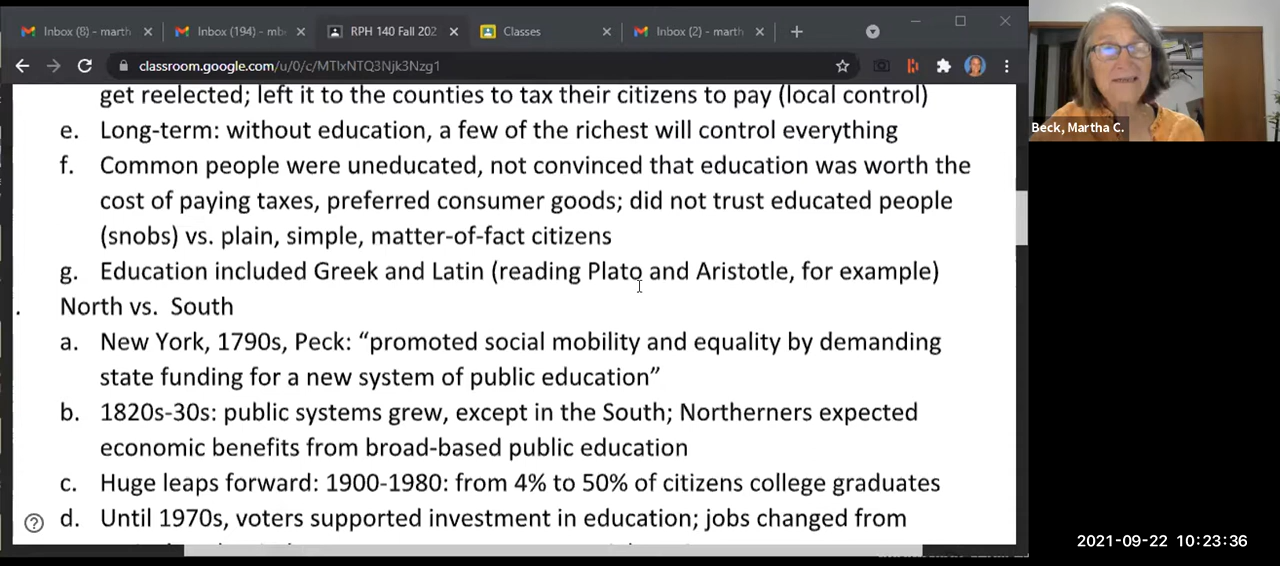 Inbox (8) - marth
Inbox (194) - mb
RPH 140 Fall 202
Classes
Inbox (2) - marth
classroom.google.com/u/0/c/MTIxNTQ3Njk3Nzg1
get reelected; left it to the counties to tax their citizens to pay (local control)
e. Long-term: without education, a few of the richest will control everything
f. Common people were uneducated, not convinced that education was worth the
cost of paying taxes, preferred consumer goods; did not trust educated people
(snobs) vs. plain, simple, matter-of-fact citizens
g. Education included Greek and Latin (reading Plato and Aristotle, for example)
. North vs. South
a. New York, 1790s, Peck: “promoted social mobility and equality by demanding
state funding for a new system of public education”
b. 1820s-30s: public systems grew, except in the South; Northerners expected
economic benefits from broad-based public education
c. Huge leaps forward: 1900-1980: from 4% to 50% of citizens college graduates
d. Until 1970s, voters supported investment in education; jobs changed from
Beck, Martha C.
2021-09-22 10:23:36